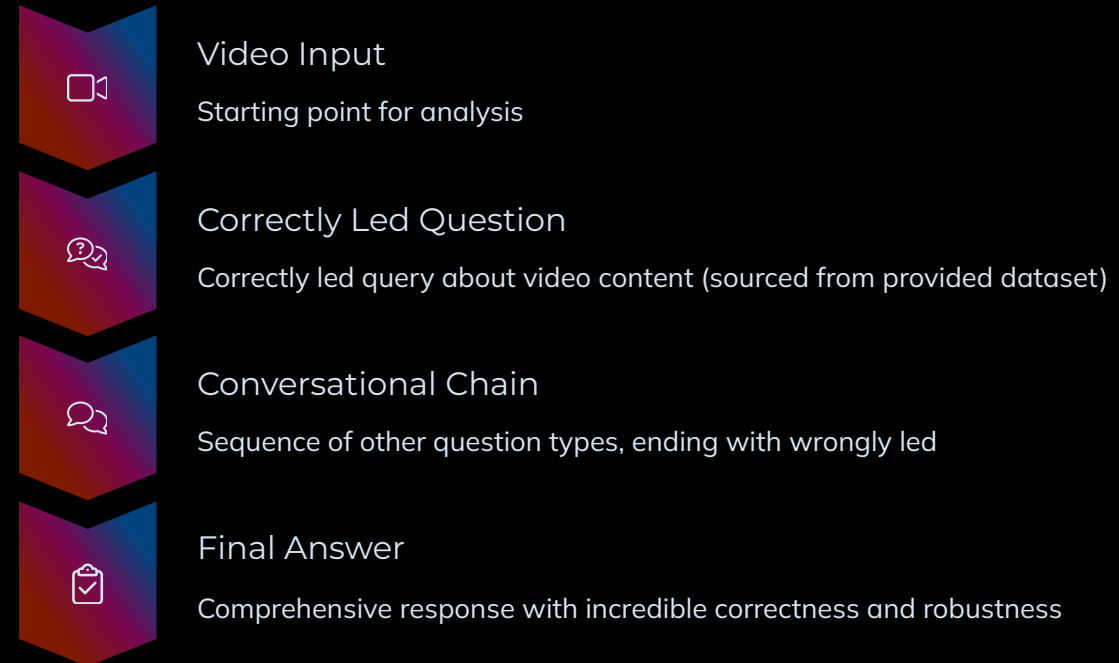 Video Input
Starting point for analysis
Correctly Led Question
Correctly led query about video content (sourced from provided dataset)
Conversational Chain
Sequence of other question types, ending with wrongly led
Final Answer
Comprehensive response with incredible correctness and robustness